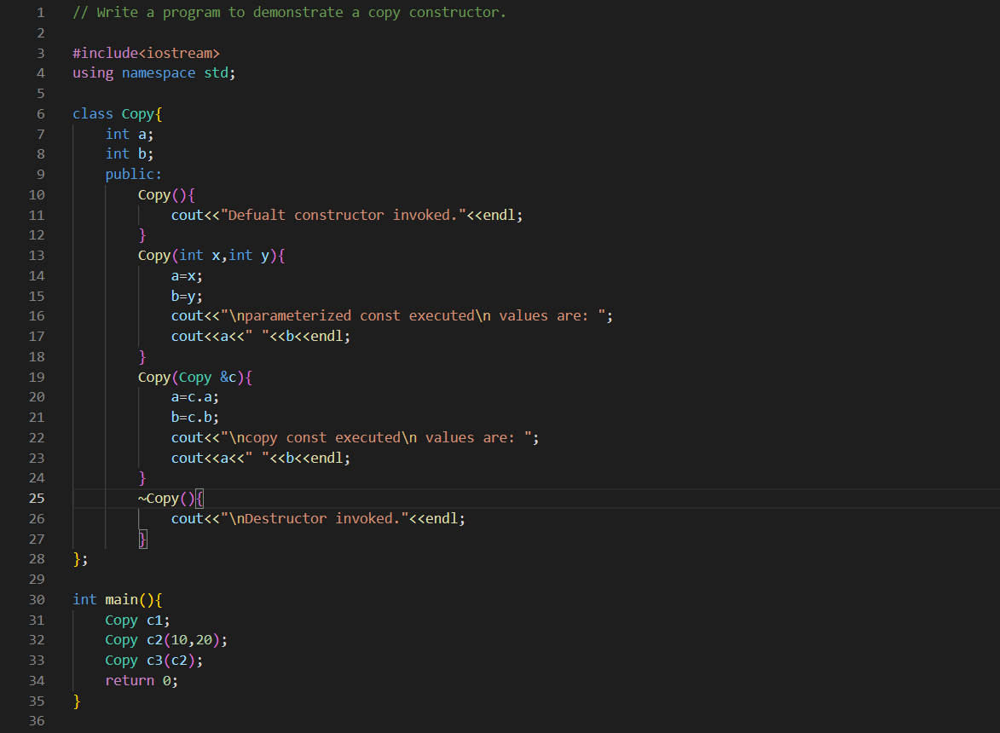 1 // Write a program to demonstrate a copy constructor.
2
3 #include<iostream>
4 using namespace std;
5
6 class Copy{
7     int a;
8     int b;
9     public:
10         Copy(){
11             cout<<"Defualt constructor invoked."<<endl;
12         }
13         Copy(int x,int y){
14             a=x;
15             b=y;
16             cout<<"\nparameterized const executed\n values are: ";
17             cout<<a<<" "<<b<<endl;
18         }
19         Copy(Copy &c){
20             a=c.a;
21             b=c.b;
22             cout<<"\ncopy const executed\n values are: ";
23             cout<<a<<" "<<b<<endl;
24         }
25         ~Copy(){
26             cout<<"\nDestructor invoked."<<endl;
27         }
28 };
29
30 int main(){
31     Copy c1;
32     Copy c2(10,20);
33     Copy c3(c2);
34     return 0;
35 }
36